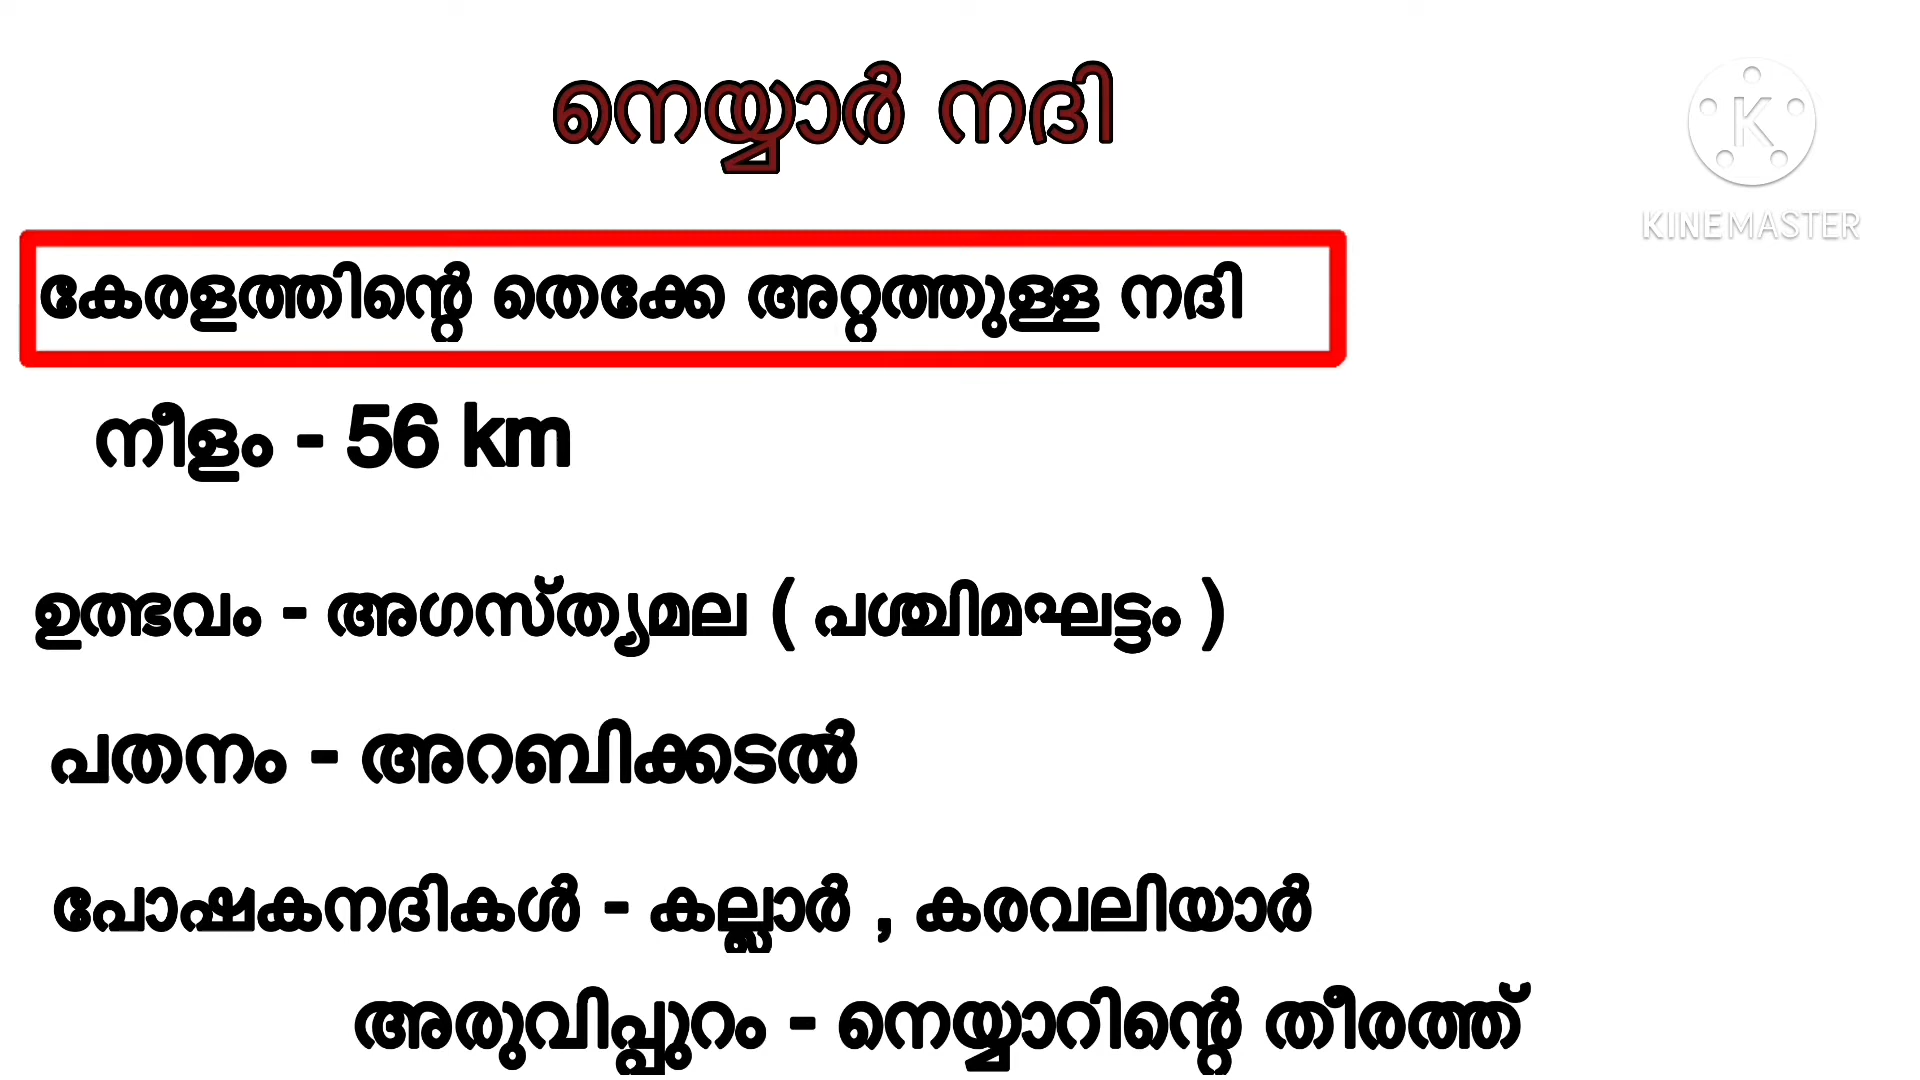 നെയ്യാർ നദി
KINEMASTER
കേരളത്തിന്റെ തെക്കേ അറ്റത്തുള്ള നദി
നീളം - 56 km
ഉത്ഭവം - അഗസ്ത്യമല ( പശ്ചിമഘട്ടം )
പതനം - അറബിക്കടൽ
പോഷകനദികൾ - കല്ലാർ , കരവലിയാർ
അരുവിപ്പുറം - നെയ്യാറിന്റെ തീരത്ത്